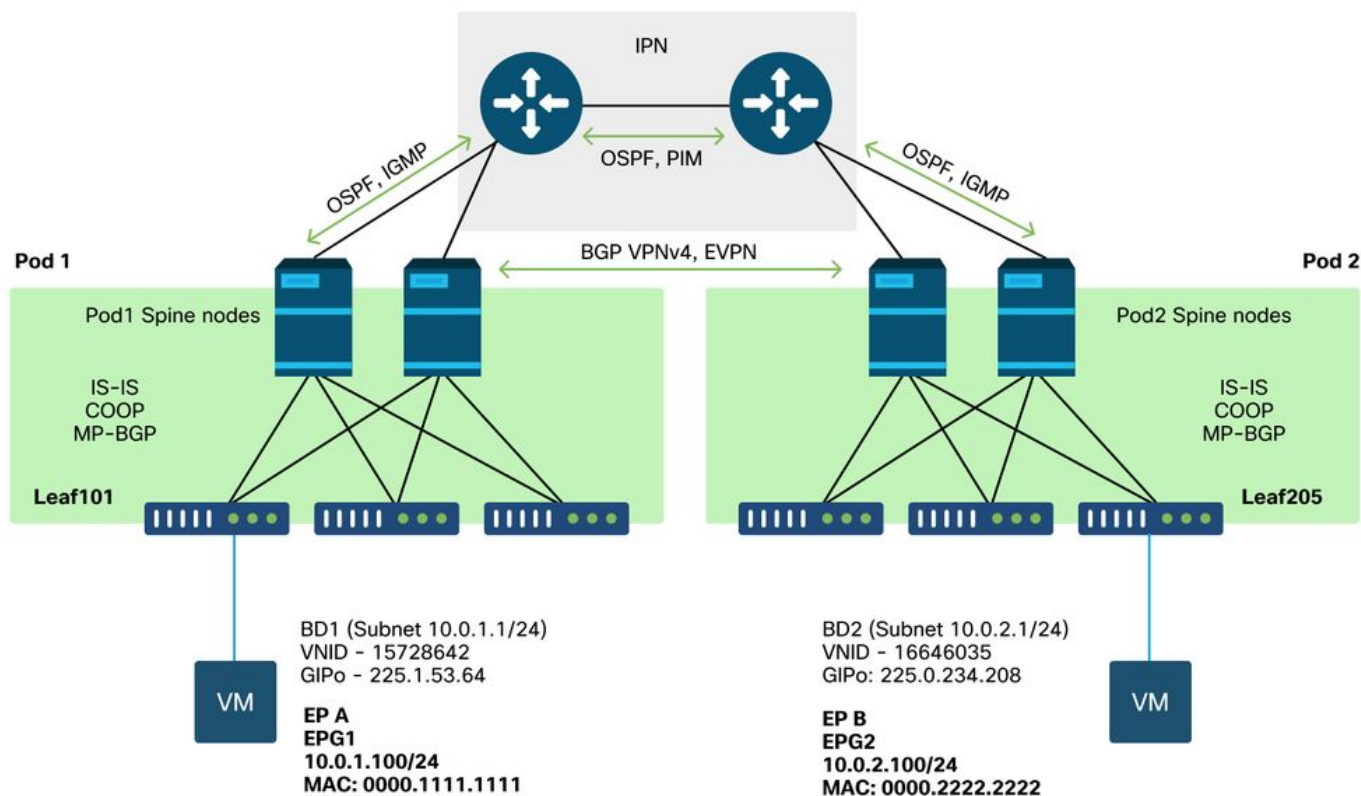 IPN
OSPF, PIM
OSPF, IGMP
OSPF, IGMP
BGP VPNv4, EVPN
Pod 1
Pod 2
Pod1 Spine nodes
Pod2 Spine nodes
IS-IS
COOP
MP-BGP
IS-IS
COOP
MP-BGP
Leaf101
Leaf205
VM
BD1 (Subnet 10.0.1.1/24)
VNID - 15728642
GIPo - 225.1.53.64
EP A
EPG1
10.0.1.100/24
MAC: 0000.1111.1111
BD2 (Subnet 10.0.2.1/24)
VNID - 16646035
GIPo: 225.0.234.208
EP B
EPG2
10.0.2.100/24
MAC: 0000.2222.2222
VM